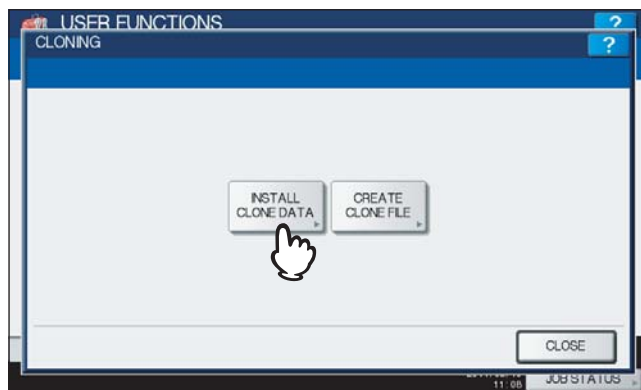 USER FUNCTIONS
?
CLONING
?
INSTALL
CLONE DATA
CREATE
CLONE FILE
CLOSE
11:08
JOB STATUS